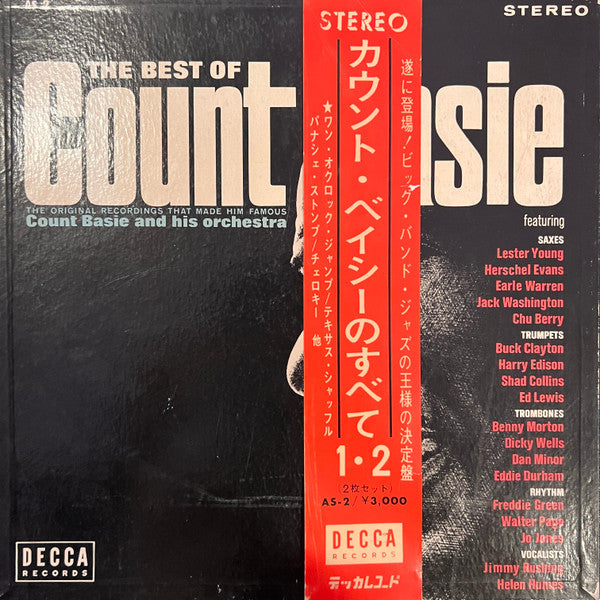 AS-2
STEREO
THE BEST OF
Count
asie
THE ORIGINAL RECORDINGS THAT MADE HIM FAMOUS
Count Basie and his orchestra
featuring
SAXES
Lester Young
Herschel Evans
Earle Warren
Jack Washington
Chu Berry
TRUMPETS
Buck Clayton
Harry Edison
Shad Collins
Ed Lewis
TROMBONES
Benny Morton
Dicky Wells
Dan Minor
Eddie Durham
RHYTHM
Freddie Green
Walter Page
Jo Jones
VOCALISTS
Jimmy Rushing
Helen Humes
DECCA
RECORDS
STEREO
遂に登場!ビッグ・バンド・ジャズの王様の決定盤
カウント・ベイシーのすべて
1・2
★ワン・オクロック・ジャンプ/テキサス・シャッフル
パナシェ・ストンプ/チェロキー 他
(2枚セット)
AS-2/¥3,000
DECCA
RECORDS
デッカレコード